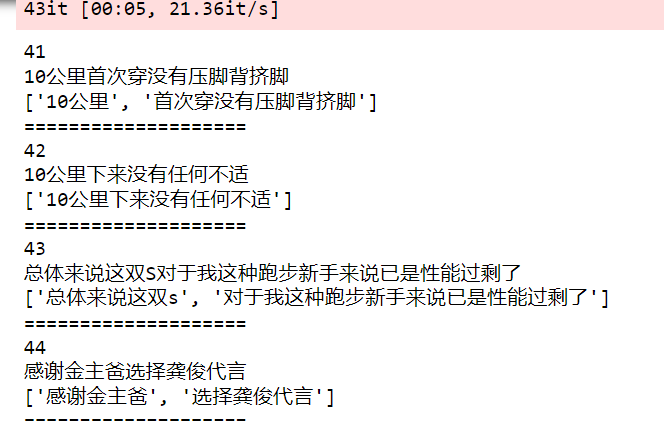 43it [00:05, 21.36it/s]
41
10公里首次穿没有压脚背挤脚
['10公里', '首次穿没有压脚背挤脚']
====================
42
10公里下来没有任何不适
['10公里下来没有任何不适']
====================
43
总体来说这双S对于我这种跑步新手来说已是性能过剩了
['总体来说这双s', '对于我这种跑步新手来说已是性能过剩了']
====================
44
感谢金主爸选择龚俊代言
['感谢金主爸', '选择龚俊代言']
====================